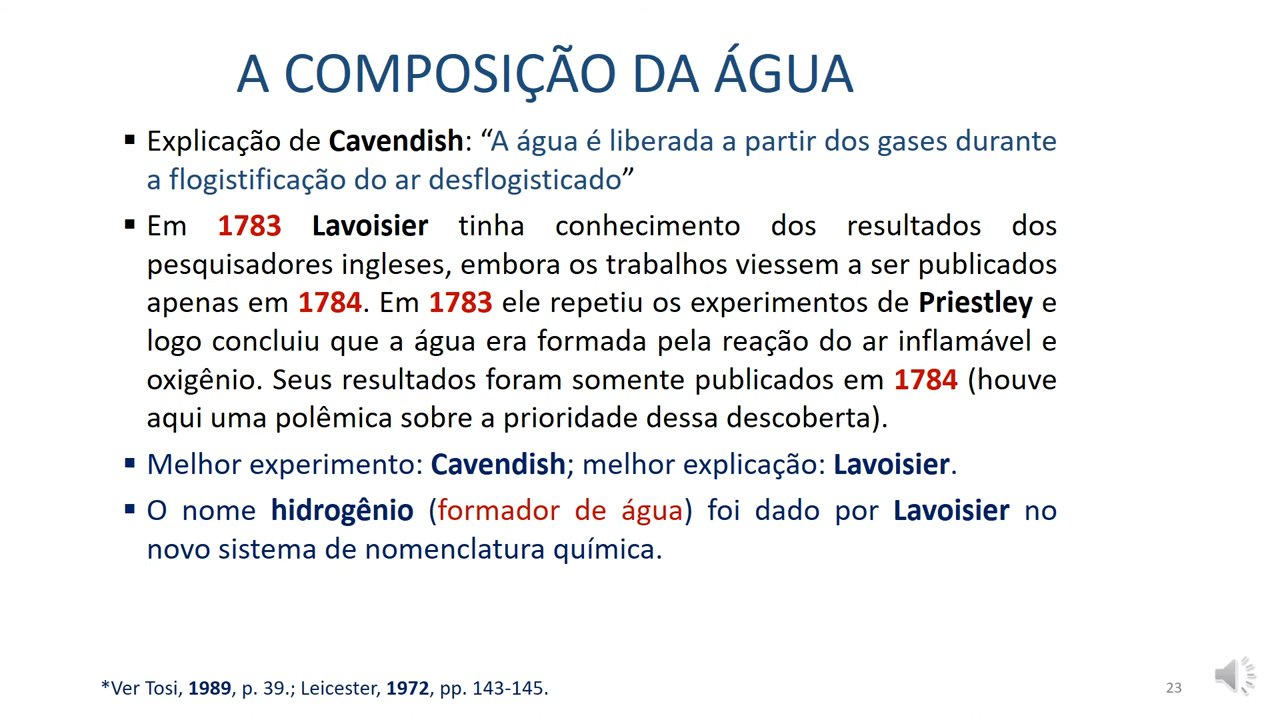 A COMPOSIÇÃO DA ÁGUA
▪ Explicação de Cavendish: “A água é liberada a partir dos gases durante
a flogistificação do ar desflogisticado”
▪ Em 1783 Lavoisier tinha conhecimento dos resultados dos
pesquisadores ingleses, embora os trabalhos viessem a ser publicados
apenas em 1784. Em 1783 ele repetiu os experimentos de Priestley e
logo concluiu que a água era formada pela reação do ar inflamável e
oxigênio. Seus resultados foram somente publicados em 1784 (houve
aqui uma polêmica sobre a prioridade dessa descoberta).
▪ Melhor experimento: Cavendish; melhor explicação: Lavoisier.
▪ O nome hidrogênio (formador de água) foi dado por Lavoisier no
novo sistema de nomenclatura química.
*Ver Tosi, 1989, p. 39.; Leicester, 1972, pp. 143-145.
23